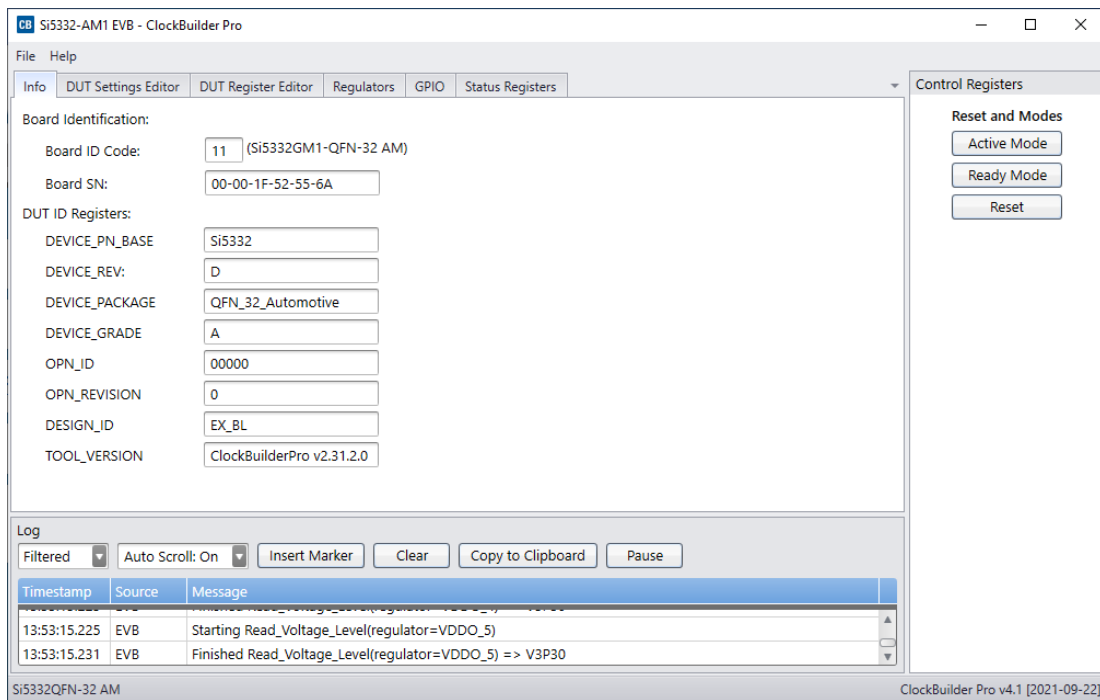 CB Si5332-AM1 EVB - ClockBuilder Pro
File Help
Info DUT Settings Editor DUT Register Editor Regulators GPIO Status Registers
Board Identification:
Board ID Code: 11 (Si5332GM1-QFN-32 AM)
Board SN: 00-00-1F-52-55-6A
DUT ID Registers:
DEVICE_PN_BASE Si5332
DEVICE_REV: D
DEVICE_PACKAGE QFN_32_Automotive
DEVICE_GRADE A
OPN_ID 00000
OPN_REVISION 0
DESIGN_ID EX_BL
TOOL_VERSION ClockBuilderPro v2.31.2.0
Control Registers
Reset and Modes
Active Mode
Ready Mode
Reset
Log
Filtered Auto Scroll: On Insert Marker Clear Copy to Clipboard Pause
Timestamp Source Message
13:53:15.225 EVB Starting Read_Voltage_Level(regulator=VDDO_5)
13:53:15.231 EVB Finished Read_Voltage_Level(regulator=VDDO_5) => V3P30
Si5332QFN-32 AM ClockBuilder Pro v4.1 [2021-09-22]